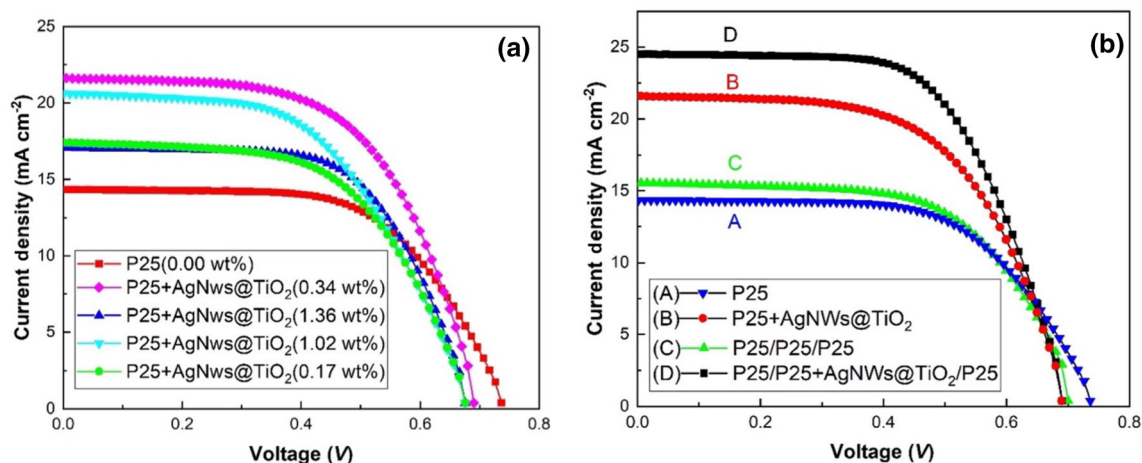 (a)
25
20
15
10
5
0
Current density (mA cm⁻²)
P25(0.00 wt%)
P25+AgNws@TiO₂(0.34 wt%)
P25+AgNws@TiO₂(1.36 wt%)
P25+AgNws@TiO₂(1.02 wt%)
P25+AgNws@TiO₂(0.17 wt%)
0.0 0.2 0.4 0.6 0.8
Voltage (V)
(b)
25
20
15
10
5
0
Current density (mA cm⁻²)
D
B
C
A
(A) P25
(B) P25+AgNWs@TiO₂
(C) P25/P25/P25
(D) P25/P25+AgNWs@TiO₂/P25
0.0 0.2 0.4 0.6 0.8
Voltage (V)